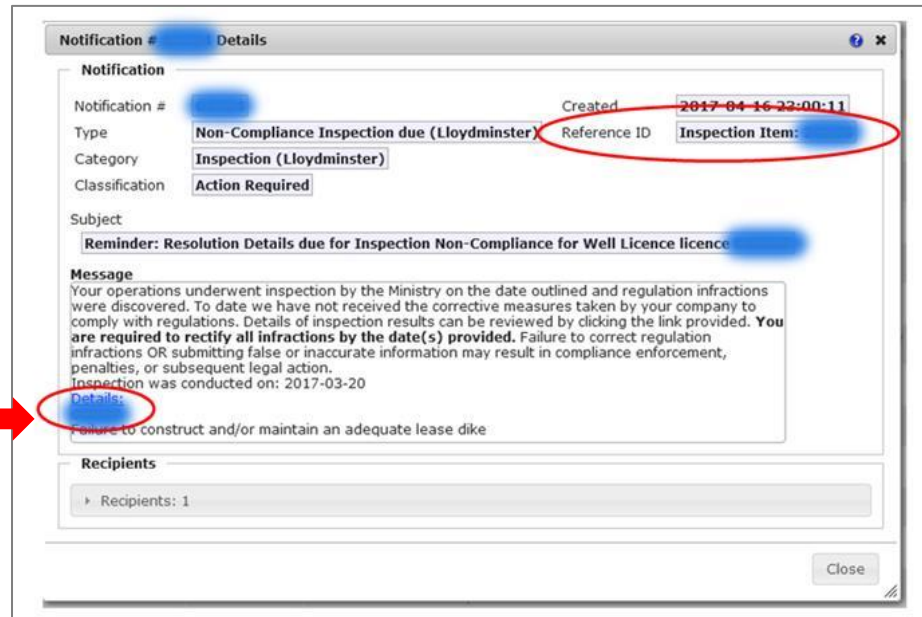 Notification # Details
Notification
Notification #
Created 2017-04-16 23:00:11
Type Non-Compliance Inspection due (Lloydminster) Reference ID Inspection Item:
Category Inspection (Lloydminster)
Classification Action Required
Subject
Reminder: Resolution Details due for Inspection Non-Compliance for Well Licence licence
Message
Your operations underwent inspection by the Ministry on the date outlined and regulation infractions
were discovered. To date we have not received the corrective measures taken by your company to
comply with regulations. Details of inspection results can be reviewed by clicking the link provided. You
are required to rectify all infractions by the date(s) provided. Failure to correct regulation
infractions OR submitting false or inaccurate information may result in compliance enforcement,
penalties, or subsequent legal action.
Inspection was conducted on: 2017-03-20
Details:
Failure to construct and/or maintain an adequate lease dike
Recipients
Recipients: 1
Close